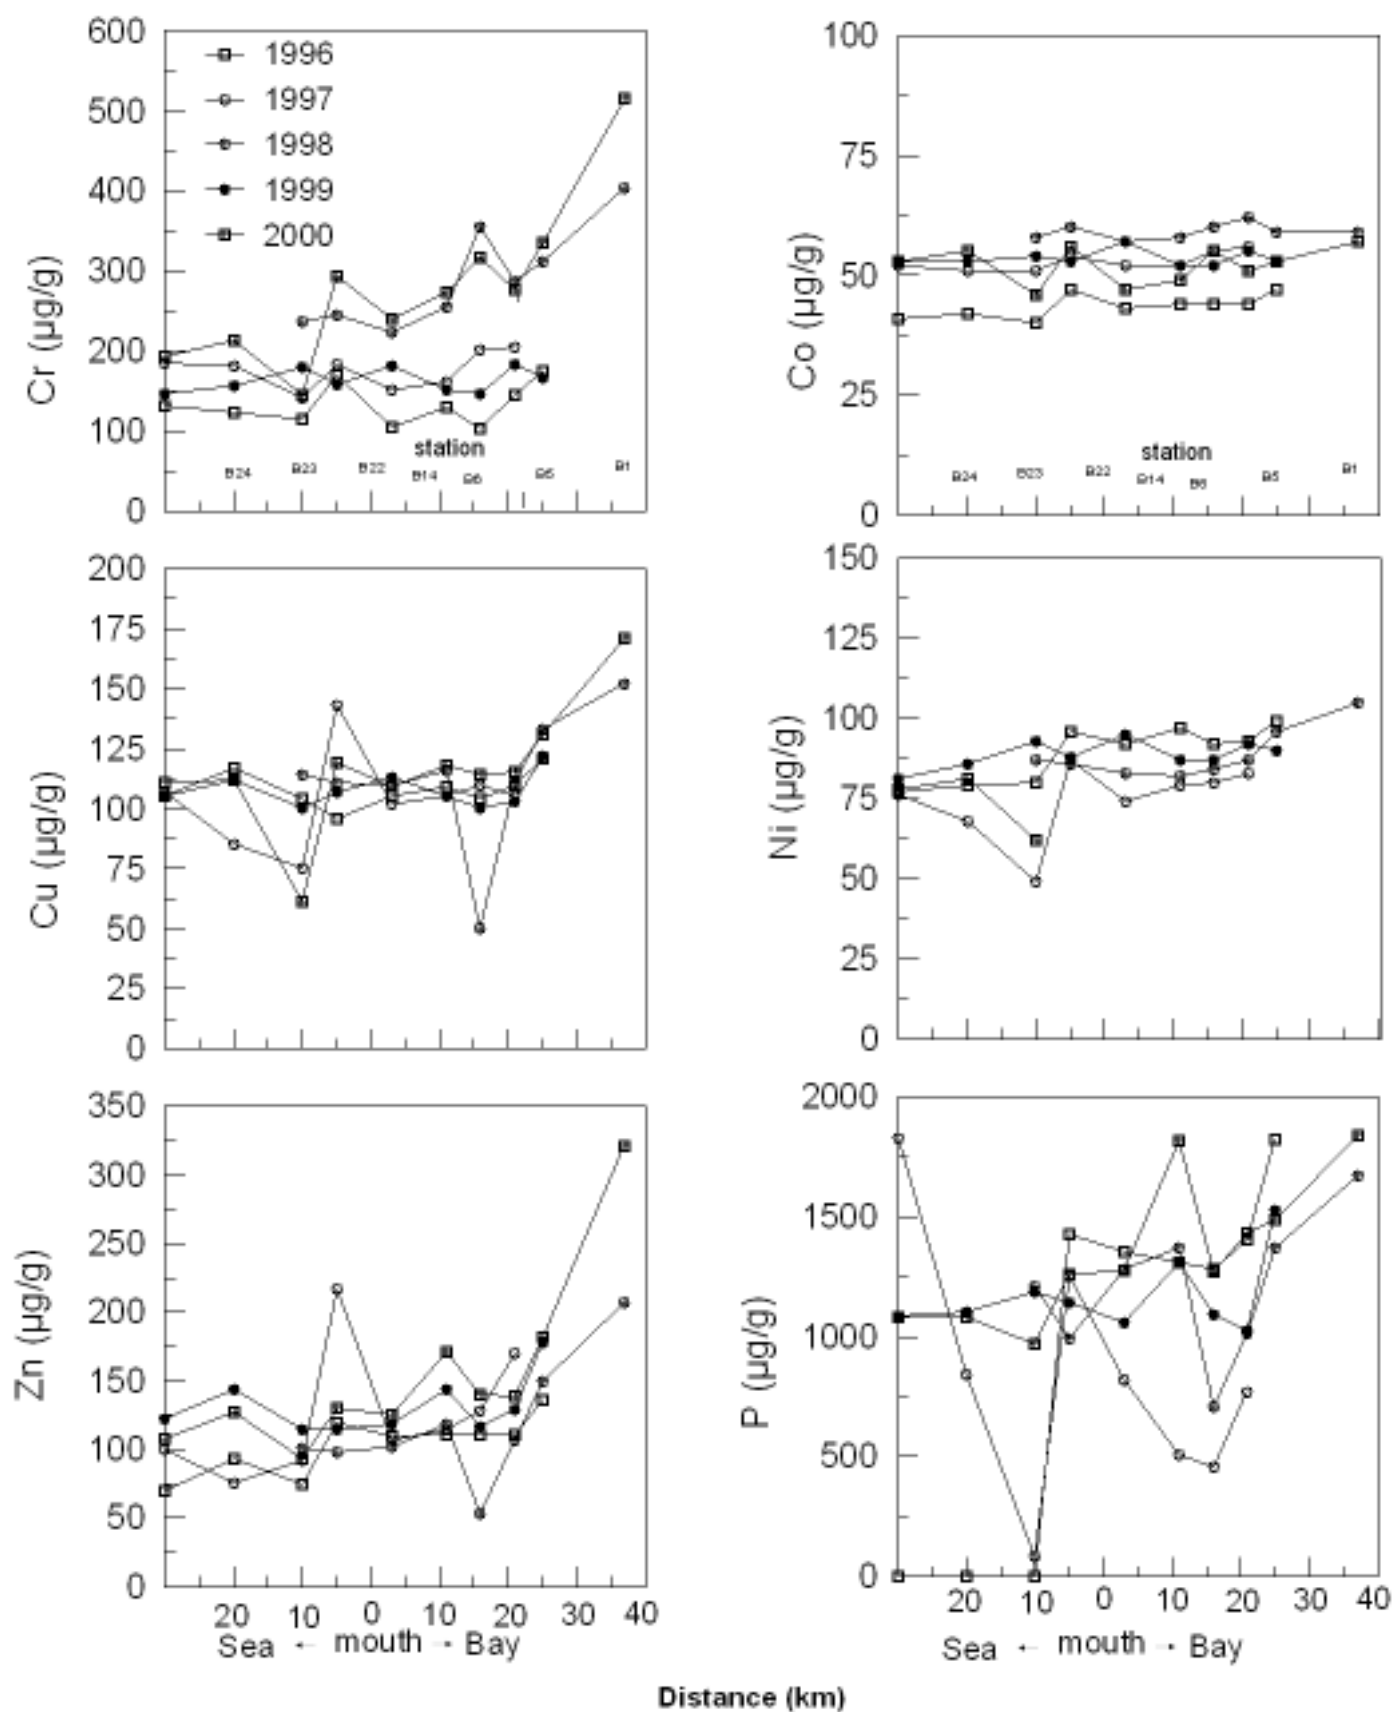 600
500
400
300
200
100
0
Cr (µg/g)
1996
1997
1998
1999
2000
station
B24
B23
B22
B14
B6
B5
B1
100
75
50
25
0
Co (µg/g)
station
B24
B23
B22
B14
B6
B5
B1
200
175
150
125
100
75
50
25
0
Cu (µg/g)
150
125
100
75
50
25
0
Ni (µg/g)
350
300
250
200
150
100
50
0
Zn (µg/g)
20 10 0 10 20 30 40
Sea ← mouth → Bay
2000
1500
1000
500
0
P (µg/g)
20 10 0 10 20 30 40
Sea ← mouth → Bay
Distance (km)